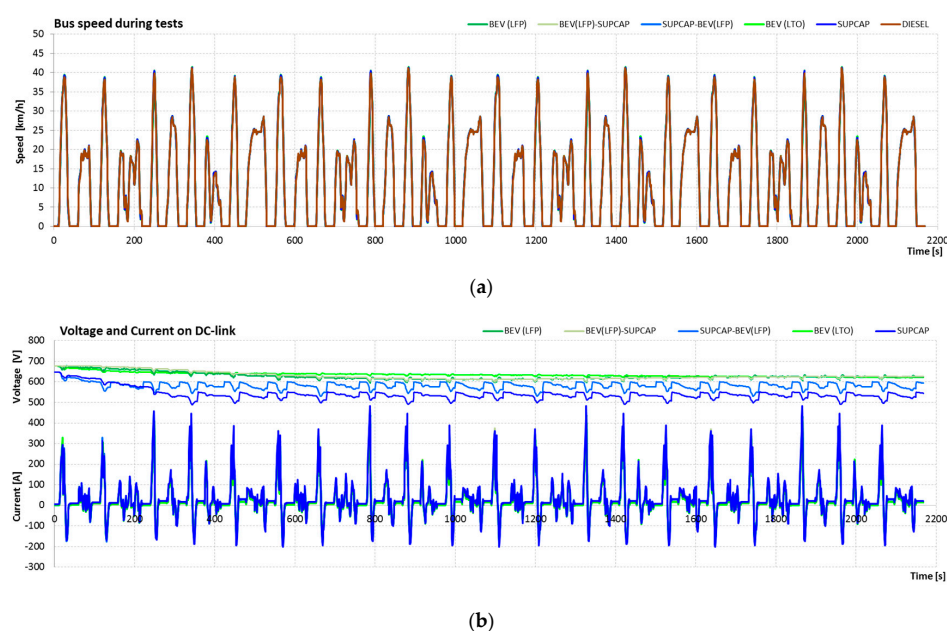 Bus speed during tests
BEV (LFP) BEV(LFP)-SUPCAP SUPCAP-BEV(LFP) BEV (LTO) SUPCAP DIESEL
Speed [km/h]
50
45
40
35
30
25
20
15
10
5
0
0 200 400 600 800 1000 1200 1400 1600 1800 2000 2200
Time [s]
(a)
Voltage and Current on DC-link
BEV (LFP) BEV(LFP)-SUPCAP SUPCAP-BEV(LFP) BEV (LTO) SUPCAP
Voltage [V]
Current [A]
800
700
600
500
400
300
200
100
0
-100
-200
-300
0 200 400 600 800 1000 1200 1400 1600 1800 2000 2200
Time [s]
(b)